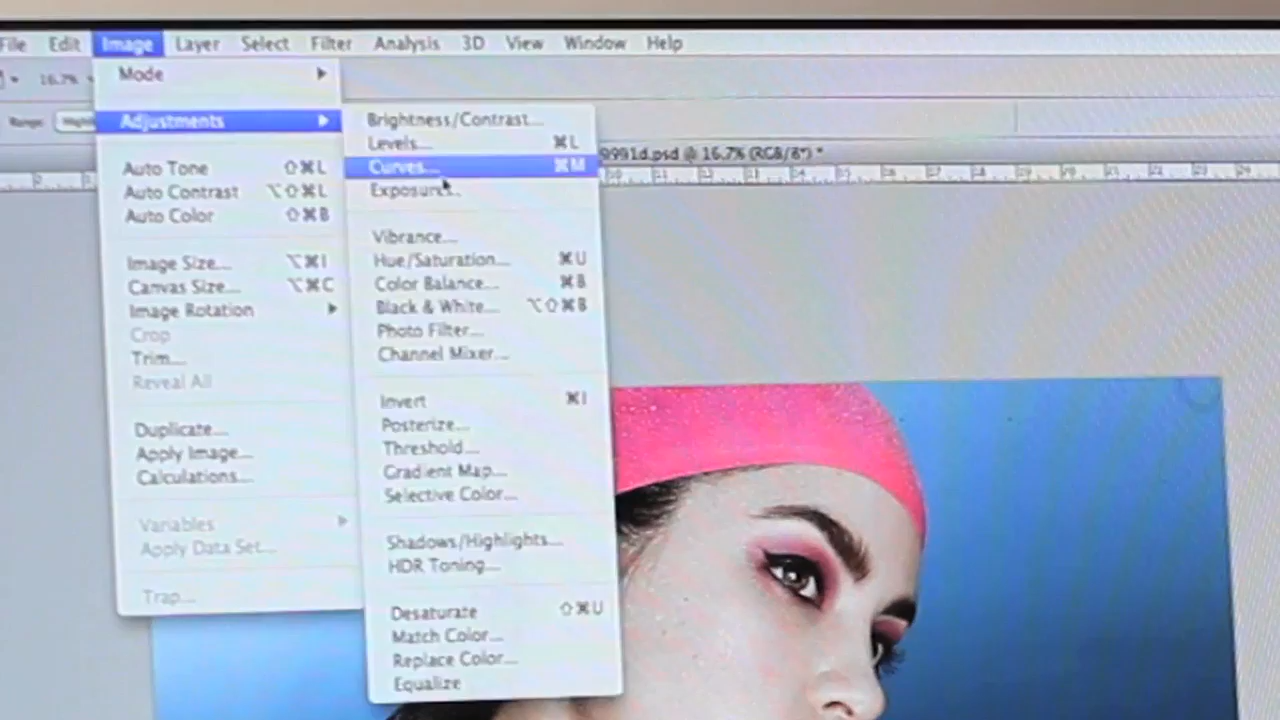 File Edit Image Layer Select Filter Analysis 3D View Window Help
16.7%
Mode
Adjustments
Auto Tone ⇧⌘L
Auto Contrast ⌥⇧⌘L
Auto Color ⇧⌘B
Image Size... ⌥⌘I
Canvas Size... ⌥⌘C
Image Rotation
Crop
Trim...
Reveal All
Duplicate...
Apply Image...
Calculations...
Variables
Apply Data Set...
Trap...
Brightness/Contrast...
Levels... ⌘L
Curves... ⌘M
Exposure...
Vibrance...
Hue/Saturation... ⌘U
Color Balance... ⌘B
Black & White... ⌥⇧⌘B
Photo Filter...
Channel Mixer...
Invert ⌘I
Posterize...
Threshold...
Gradient Map...
Selective Color...
Shadows/Highlights...
HDR Toning...
Desaturate ⇧⌘U
Match Color...
Replace Color...
Equalize
9991d.psd @ 16.7% (RGB/8*) *